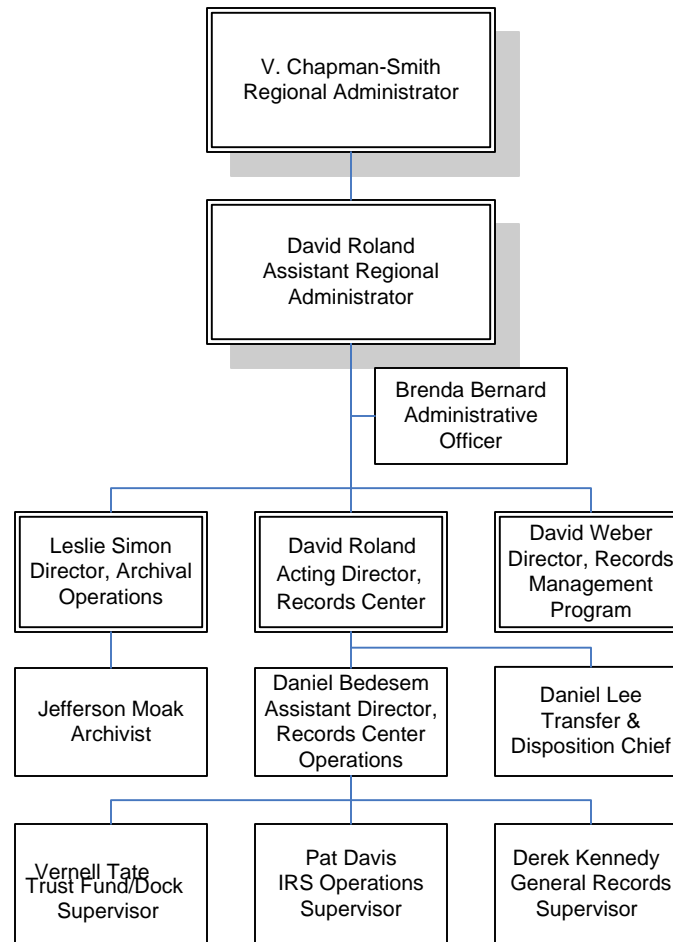 V. Chapman-Smith
Regional Administrator
David Roland
Assistant Regional
Administrator
Brenda Bernard
Administrative
Officer
Leslie Simon
Director, Archival
Operations
David Roland
Acting Director,
Records Center
David Weber
Director, Records
Management
Program
Jefferson Moak
Archivist
Daniel Bedesem
Assistant Director,
Records Center
Operations
Daniel Lee
Transfer &
Disposition Chief
Vernell Tate
Trust Fund/Dock
Supervisor
Pat Davis
IRS Operations
Supervisor
Derek Kennedy
General Records
Supervisor